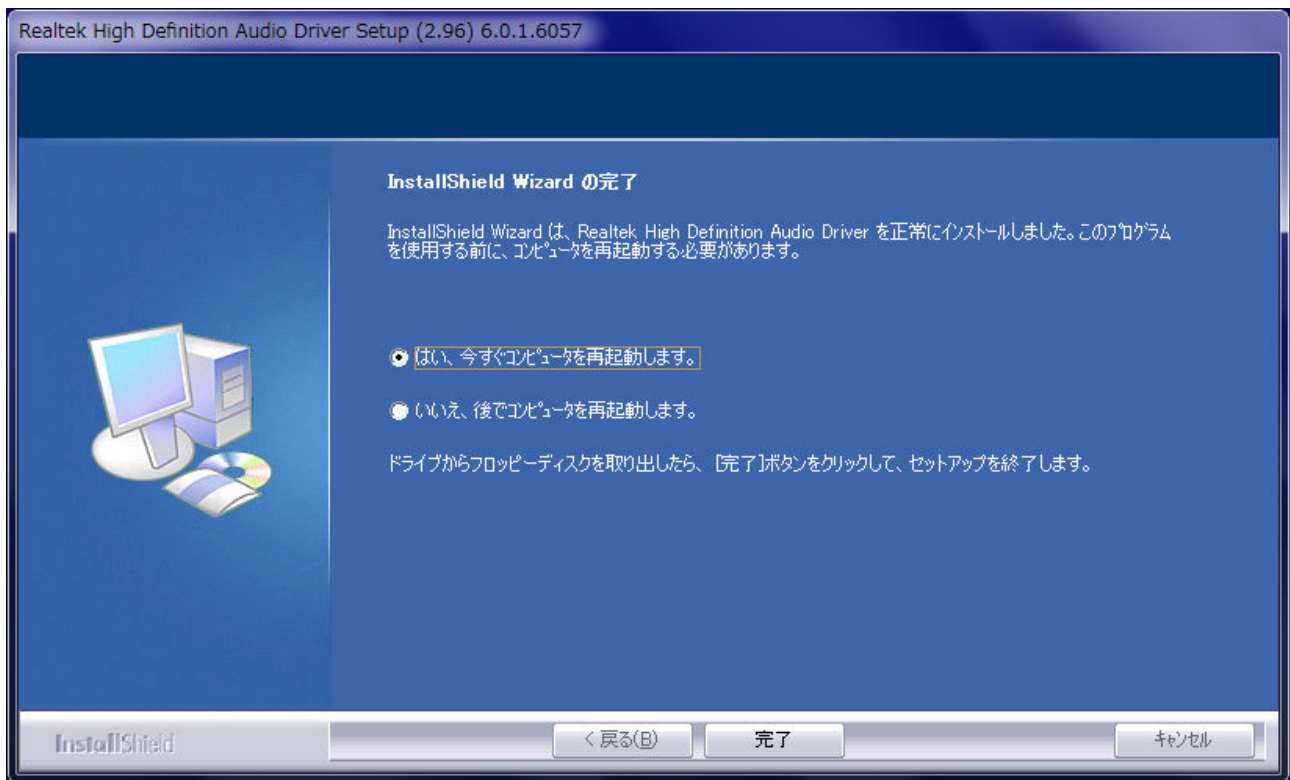 Realtek High Definition Audio Driver Setup (2.96) 6.0.1.6057
InstallShield Wizard の完了
InstallShield Wizard は、Realtek High Definition Audio Driver を正常にインストールしました。このプログラム
を使用する前に、コンピュータを再起動する必要があります。
はい、今すぐコンピュータを再起動します。
いいえ、後でコンピュータを再起動します。
ドライブからフロッピーディスクを取り出したら、[完了]ボタンをクリックして、セットアップを終了します。
InstallShield
< 戻る(B)
完了
キャンセル